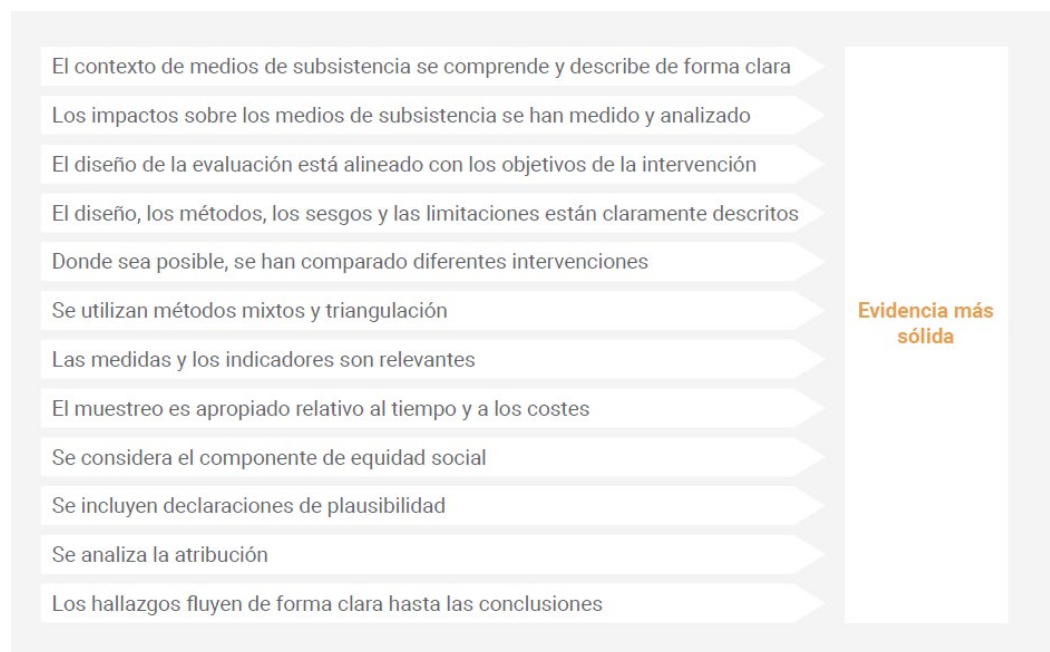 El contexto de medios de subsistencia se comprende y describe de forma clara
Los impactos sobre los medios de subsistencia se han medido y analizado
El diseño de la evaluación está alineado con los objetivos de la intervención
El diseño, los métodos, los sesgos y las limitaciones están claramente descritos
Donde sea posible, se han comparado diferentes intervenciones
Se utilizan métodos mixtos y triangulación
Las medidas y los indicadores son relevantes
El muestreo es apropiado relativo al tiempo y a los costes
Se considera el componente de equidad social
Se incluyen declaraciones de plausibilidad
Se analiza la atribución
Los hallazgos fluyen de forma clara hasta las conclusiones
Evidencia más
sólida